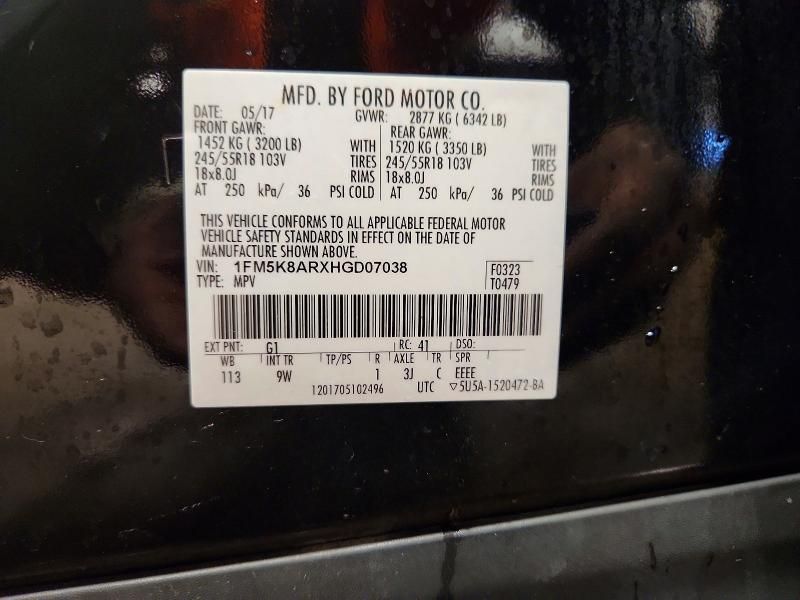 MFD. BY FORD MOTOR CO.
DATE: 05/17 GVWR: 2877 KG ( 6342 LB)
FRONT GAWR: REAR GAWR:
1452 KG ( 3200 LB) WITH 1520 KG ( 3350 LB) WITH
245/55R18 103V TIRES 245/55R18 103V TIRES
18x8.0J RIMS 18x8.0J RIMS
AT 250 kPa/ 36 PSI COLD AT 250 kPa/ 36 PSI COLD
THIS VEHICLE CONFORMS TO ALL APPLICABLE FEDERAL MOTOR
VEHICLE SAFETY STANDARDS IN EFFECT ON THE DATE OF
MANUFACTURE SHOWN ABOVE.
VIN: 1FM5K8ARXHGD07038 F0323
TYPE: MPV T0479
EXT PNT: G1 RC: 41 DSO:
WB INT TR TP/PS R AXLE TR SPR
113 9W 1 3J C EEEE
1201705102496 UTC ▽5U5A-1520472-BA